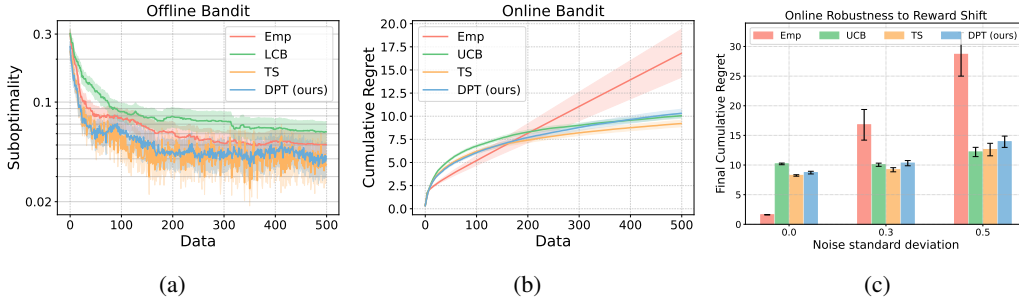 Offline Bandit
Suboptimality
0.3
0.1
0.02
Emp
LCB
TS
DPT (ours)
0 100 200 300 400 500
Data
(a)
Online Bandit
Cumulative Regret
20.0
17.5
15.0
12.5
10.0
7.5
5.0
2.5
0.0
Emp
UCB
TS
DPT (ours)
0 100 200 300 400 500
Data
(b)
Online Robustness to Reward Shift
Final Cumulative Regret
Emp UCB TS DPT (ours)
30
25
20
15
10
5
0
0.0 0.3 0.5
Noise standard deviation
(c)